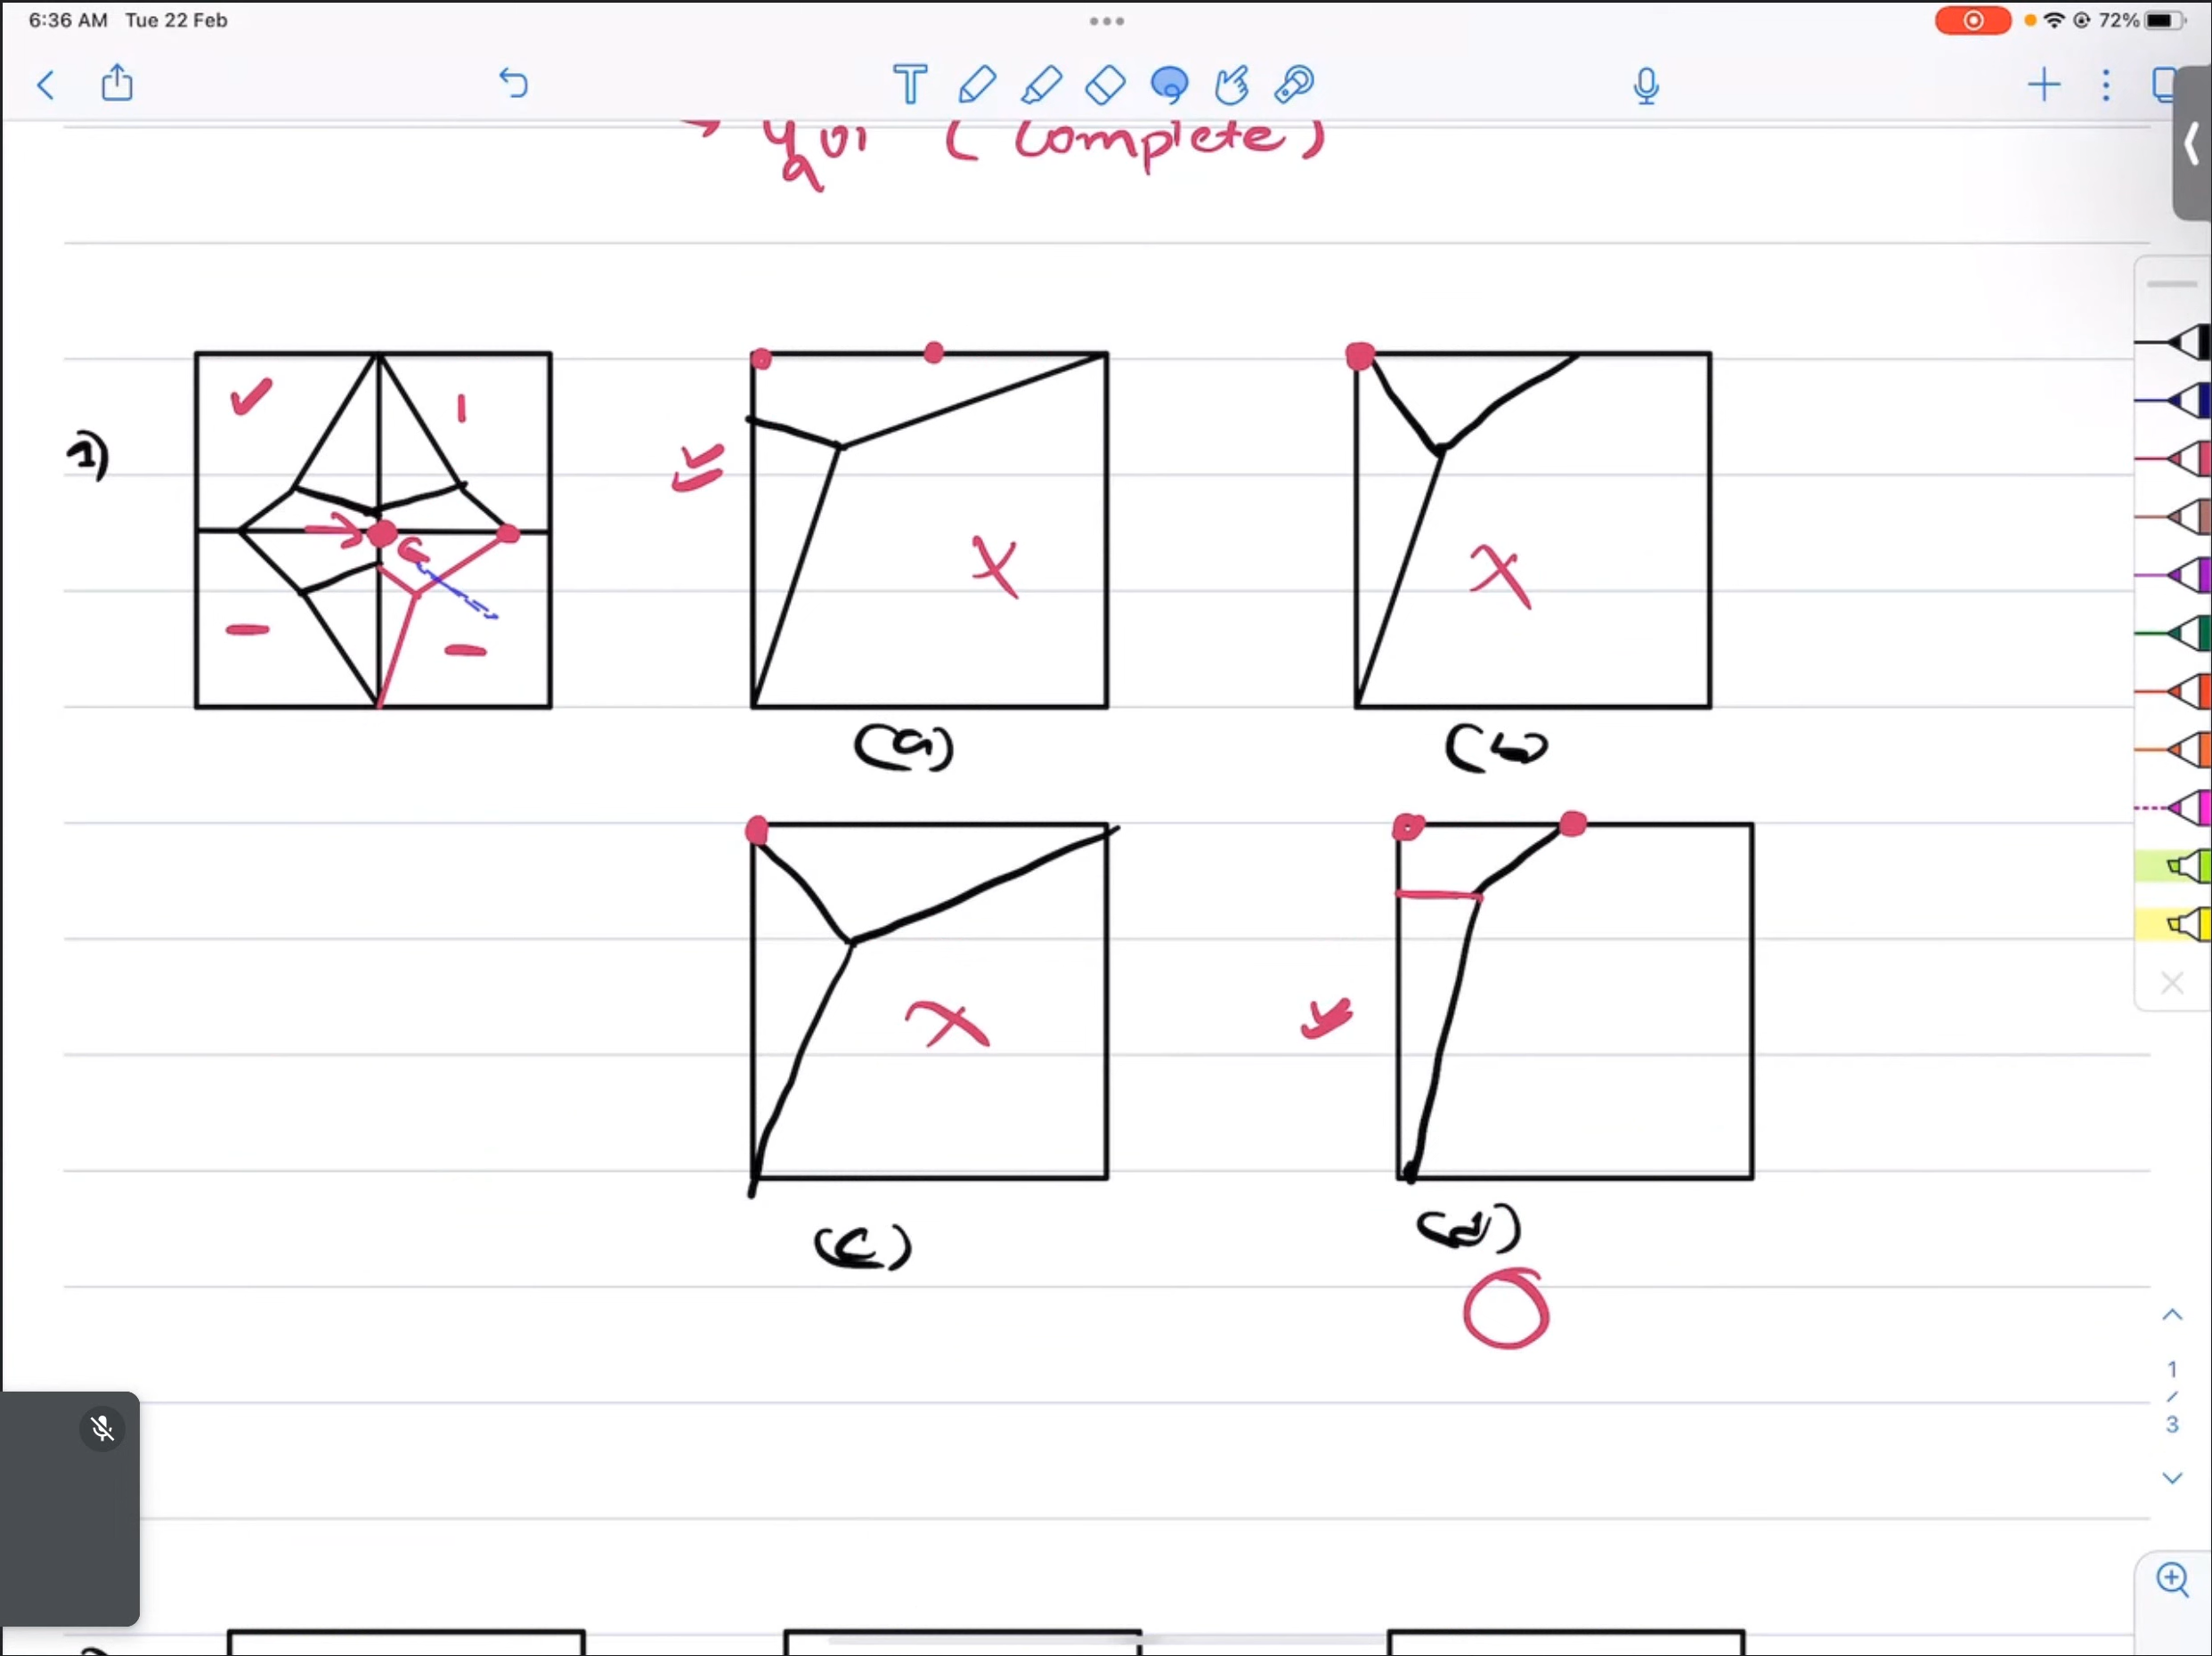 6:36 AM Tue 22 Feb
72%
T
(Complete)
1)
(a)
(b)
(c)
(d)
1
/
3